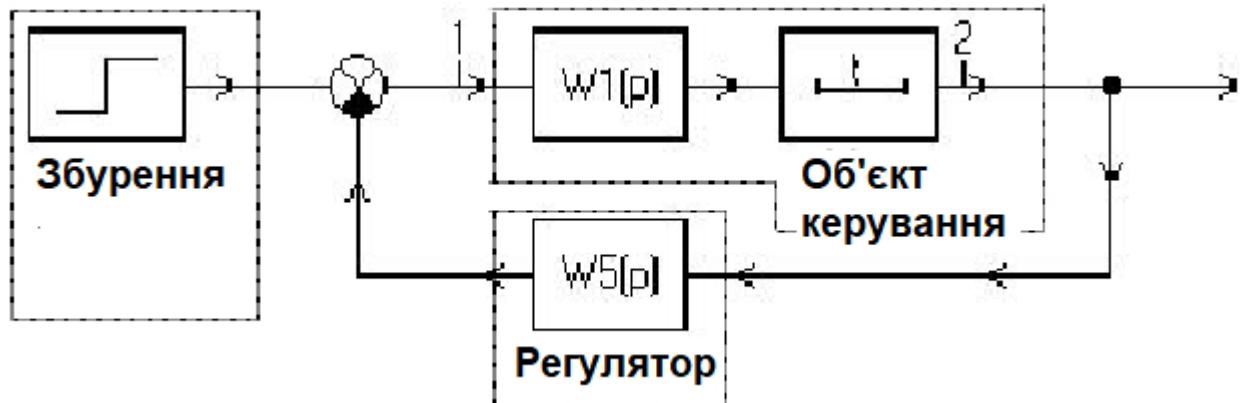 1
2
W1(p)
t
Збурення
Об'єкт
керування
W5(p)
Регулятор